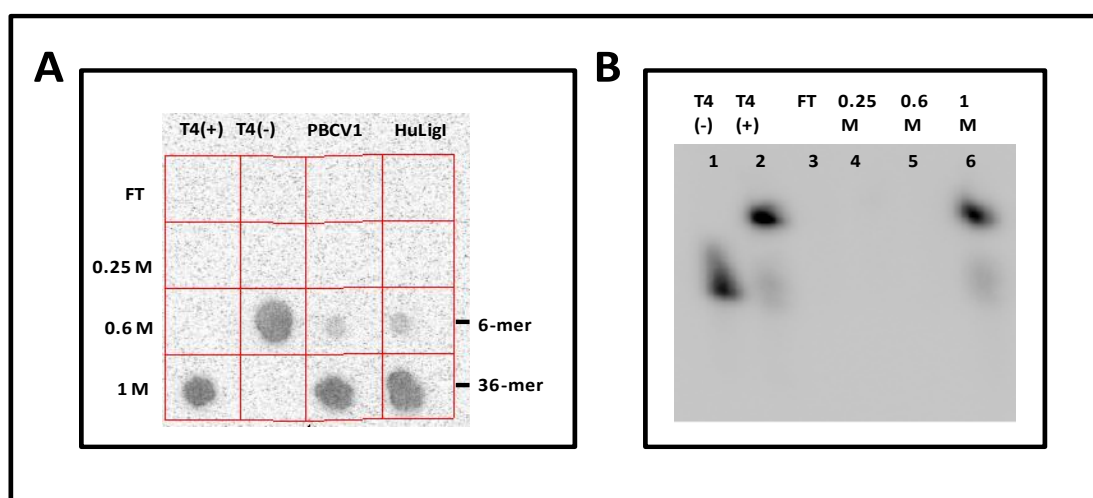 A
T4(+) T4(-) PBCV1 HuLigI
FT
0.25 M
0.6 M
6-mer
1 M
36-mer
B
T4 T4 FT 0.25 0.6 1
(-) (+) M M M
1 2 3 4 5 6